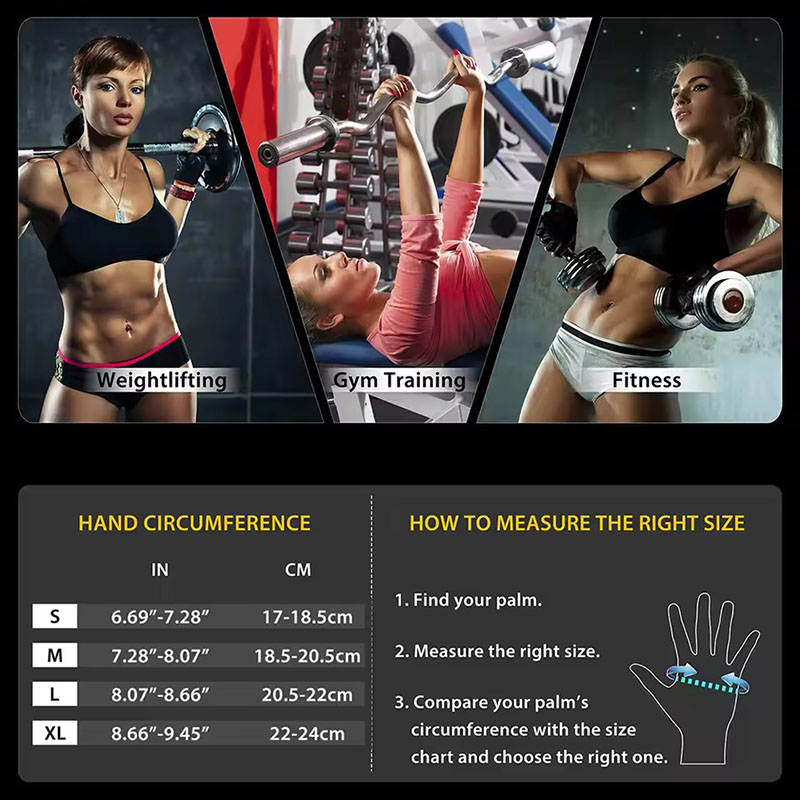 Weightlifting
Gym Training
Fitness
HAND CIRCUMFERENCE
IN CM
S 6.69”-7.28” 17-18.5cm
M 7.28”-8.07” 18.5-20.5cm
L 8.07”-8.66” 20.5-22cm
XL 8.66”-9.45” 22-24cm
HOW TO MEASURE THE RIGHT SIZE
1. Find your palm.
2. Measure the right size.
3. Compare your palm’s
circumference with the size
chart and choose the right one.